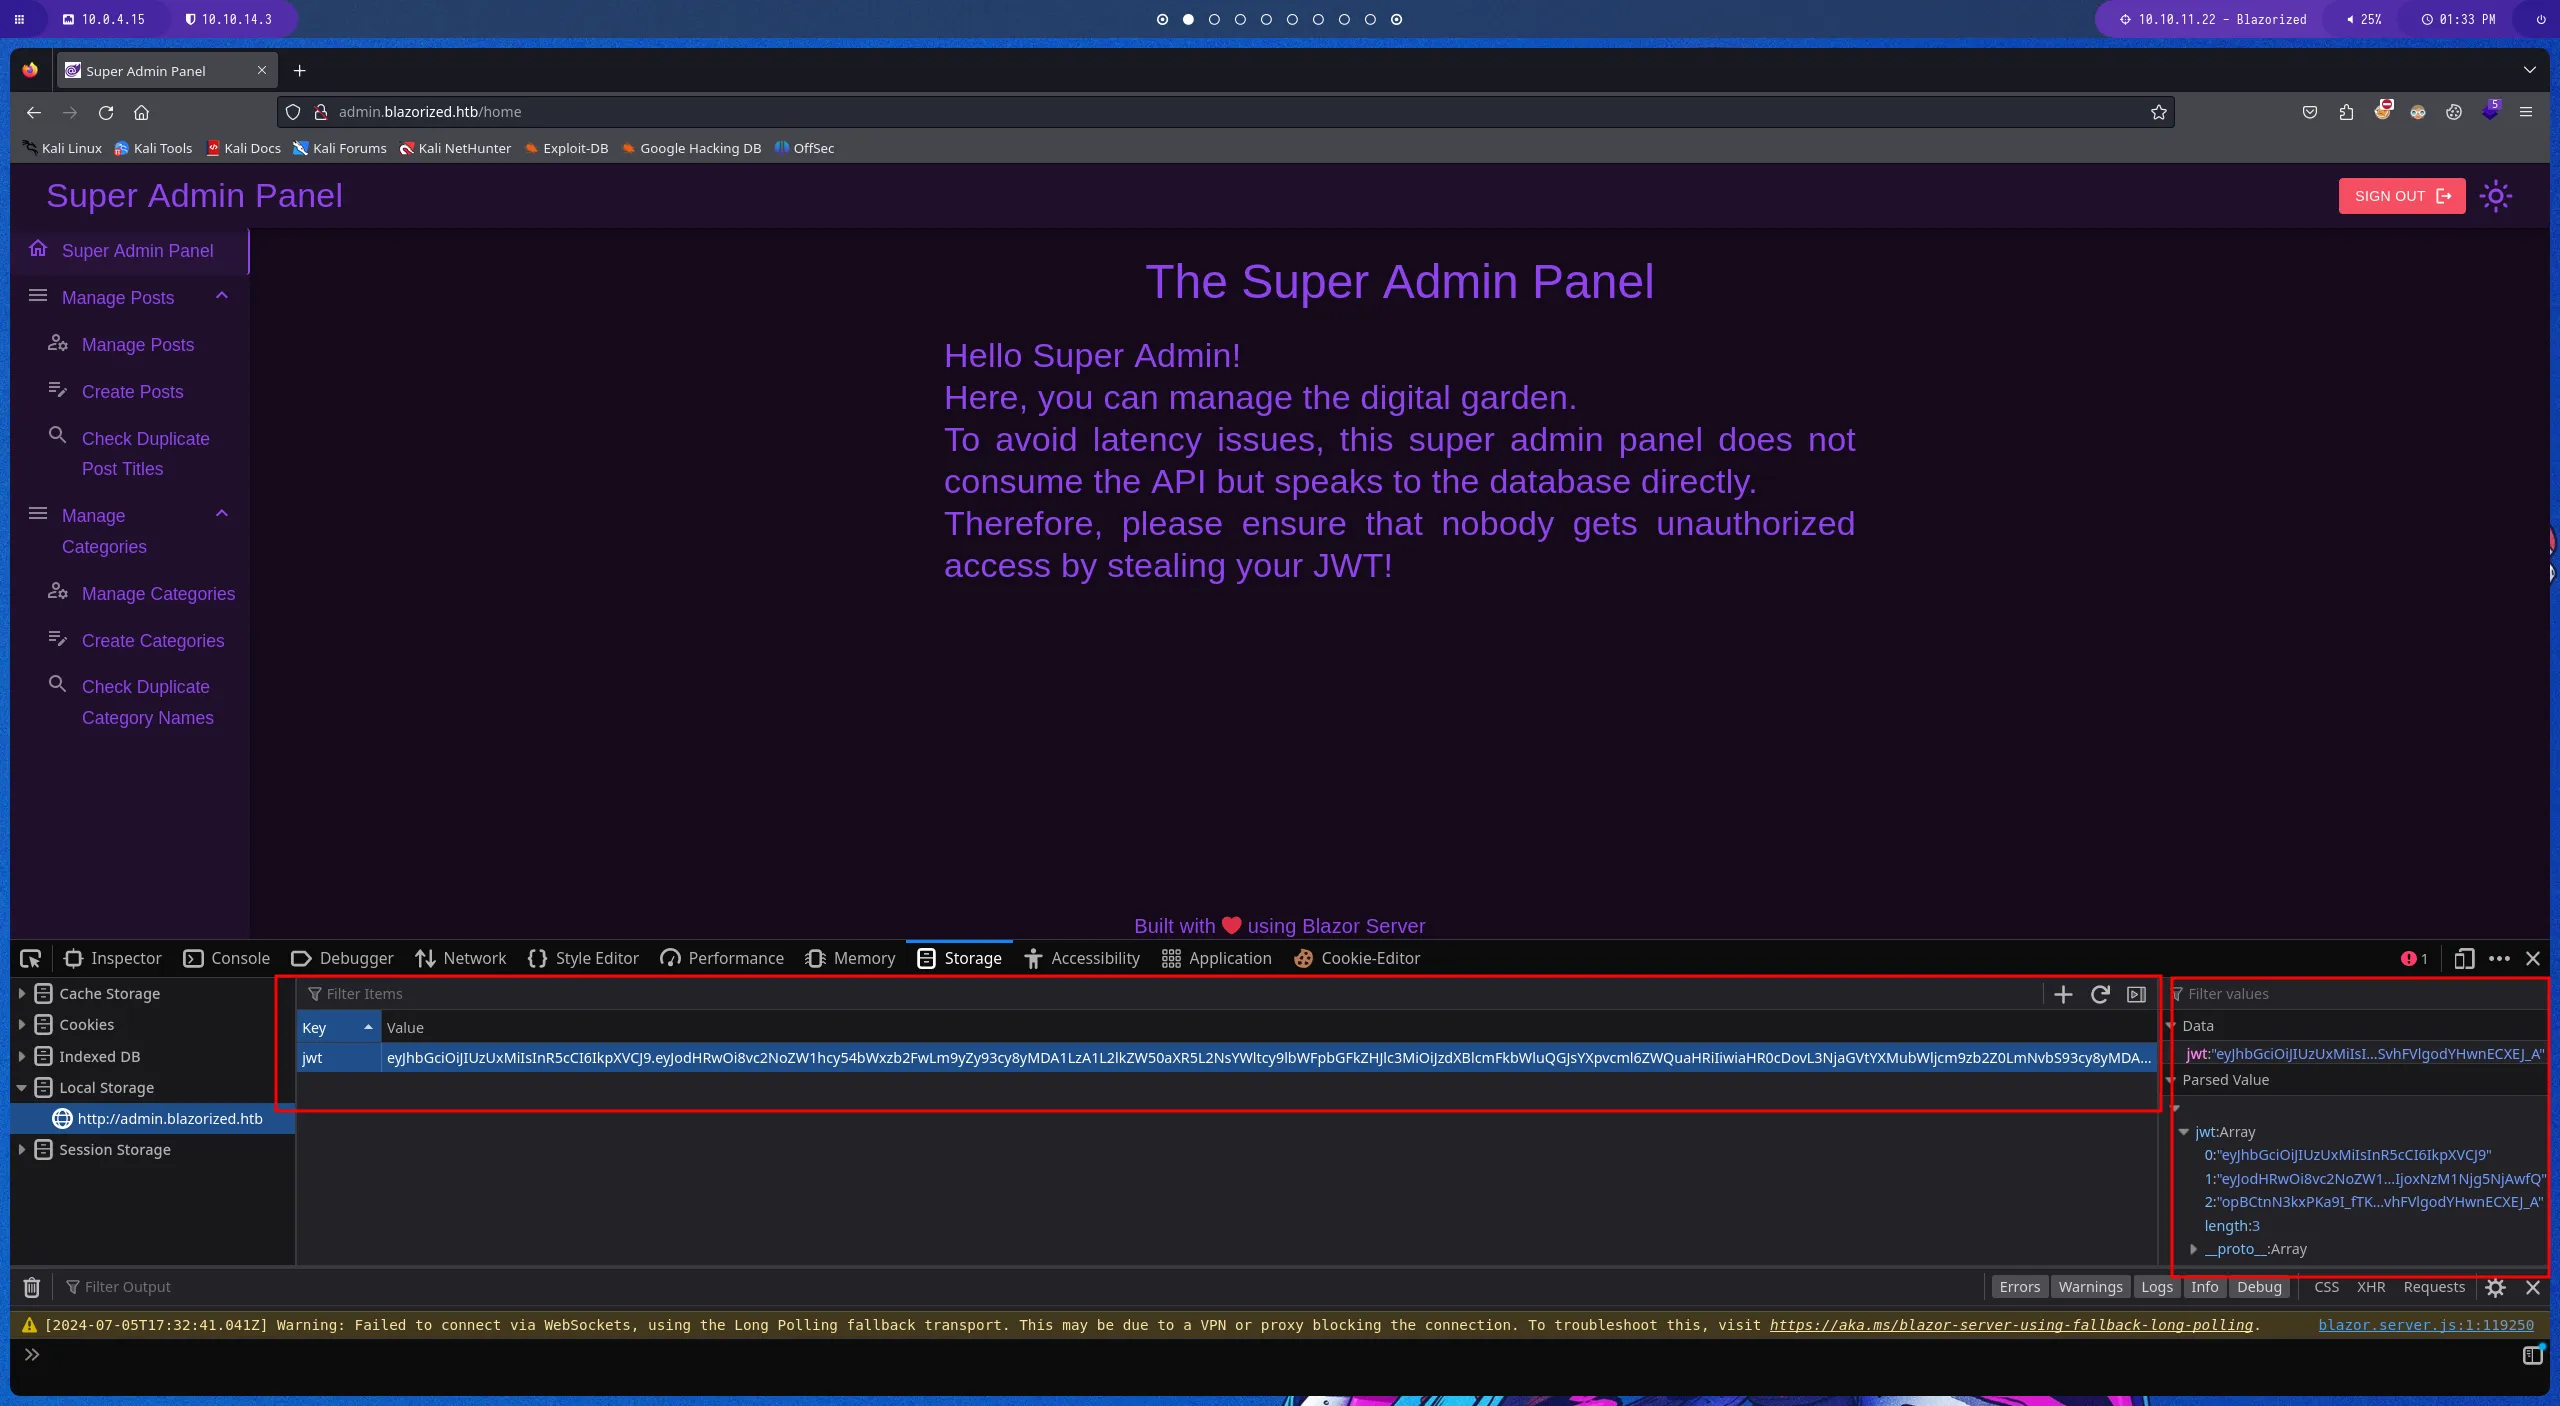 10.0.4.15
10.10.14.3
10.10.11.22 - Blazorized
25%
01:33 PM
Super Admin Panel
admin.blazorized.htb/home
5
Kali Linux
Kali Tools
Kali Docs
Kali Forums
Kali NetHunter
Exploit-DB
Google Hacking DB
OffSec
Super Admin Panel
SIGN OUT
Super Admin Panel
Manage Posts
Manage Posts
Create Posts
Check Duplicate
Post Titles
Manage
Categories
Manage Categories
Create Categories
Check Duplicate
Category Names
The Super Admin Panel
Hello Super Admin!
Here, you can manage the digital garden.
To avoid latency issues, this super admin panel does not
consume the API but speaks to the database directly.
Therefore, please ensure that nobody gets unauthorized
access by stealing your JWT!
Built with ❤ using Blazor Server
Inspector
Console
Debugger
Network
Style Editor
Performance
Memory
Storage
Accessibility
Application
Cookie-Editor
1
Cache Storage
Cookies
Indexed DB
Local Storage
http://admin.blazorized.htb
Session Storage
Filter Items
Key
Value
jwt
eyJhbGciOiJIUzUxMiIsInR5cCI6IkpXVCJ9.eyJodHRwOi8vc2NoZW1hcy54bWxzb2FwLm9yZy93cy8yMDA1LzA1L2lkZW50aXR5L2NsYWltcy9lbWFpbGFkZHJlc3MiOiJzdXBlcmFkbWluQGJsYXpvcml6ZWQuaHRiIiwiaHR0cDovL3NjaGVtYXMubWljcm9zb2Z0LmNvbS93cy8yMDA...
Filter values
Data
jwt:"eyJhbGciOiJIUzUxMiIsI...SvhFVlgodYHwnECXEJ_A"
Parsed Value
jwt:Array
0:"eyJhbGciOiJIUzUxMiIsInR5cCI6IkpXVCJ9"
1:"eyJodHRwOi8vc2NoZW1...IjoxNzM1Njg5NjAwfQ"
2:"opBCtnN3kxPKa9I_fTK...vhFVlgodYHwnECXEJ_A"
length:3
__proto__:Array
Filter Output
Errors
Warnings
Logs
Info
Debug
CSS
XHR
Requests
[2024-07-05T17:32:41.041Z] Warning: Failed to connect via WebSockets, using the Long Polling fallback transport. This may be due to a VPN or proxy blocking the connection. To troubleshoot this, visit https://aka.ms/blazor-server-using-fallback-long-polling.
blazor.server.js:1:119250